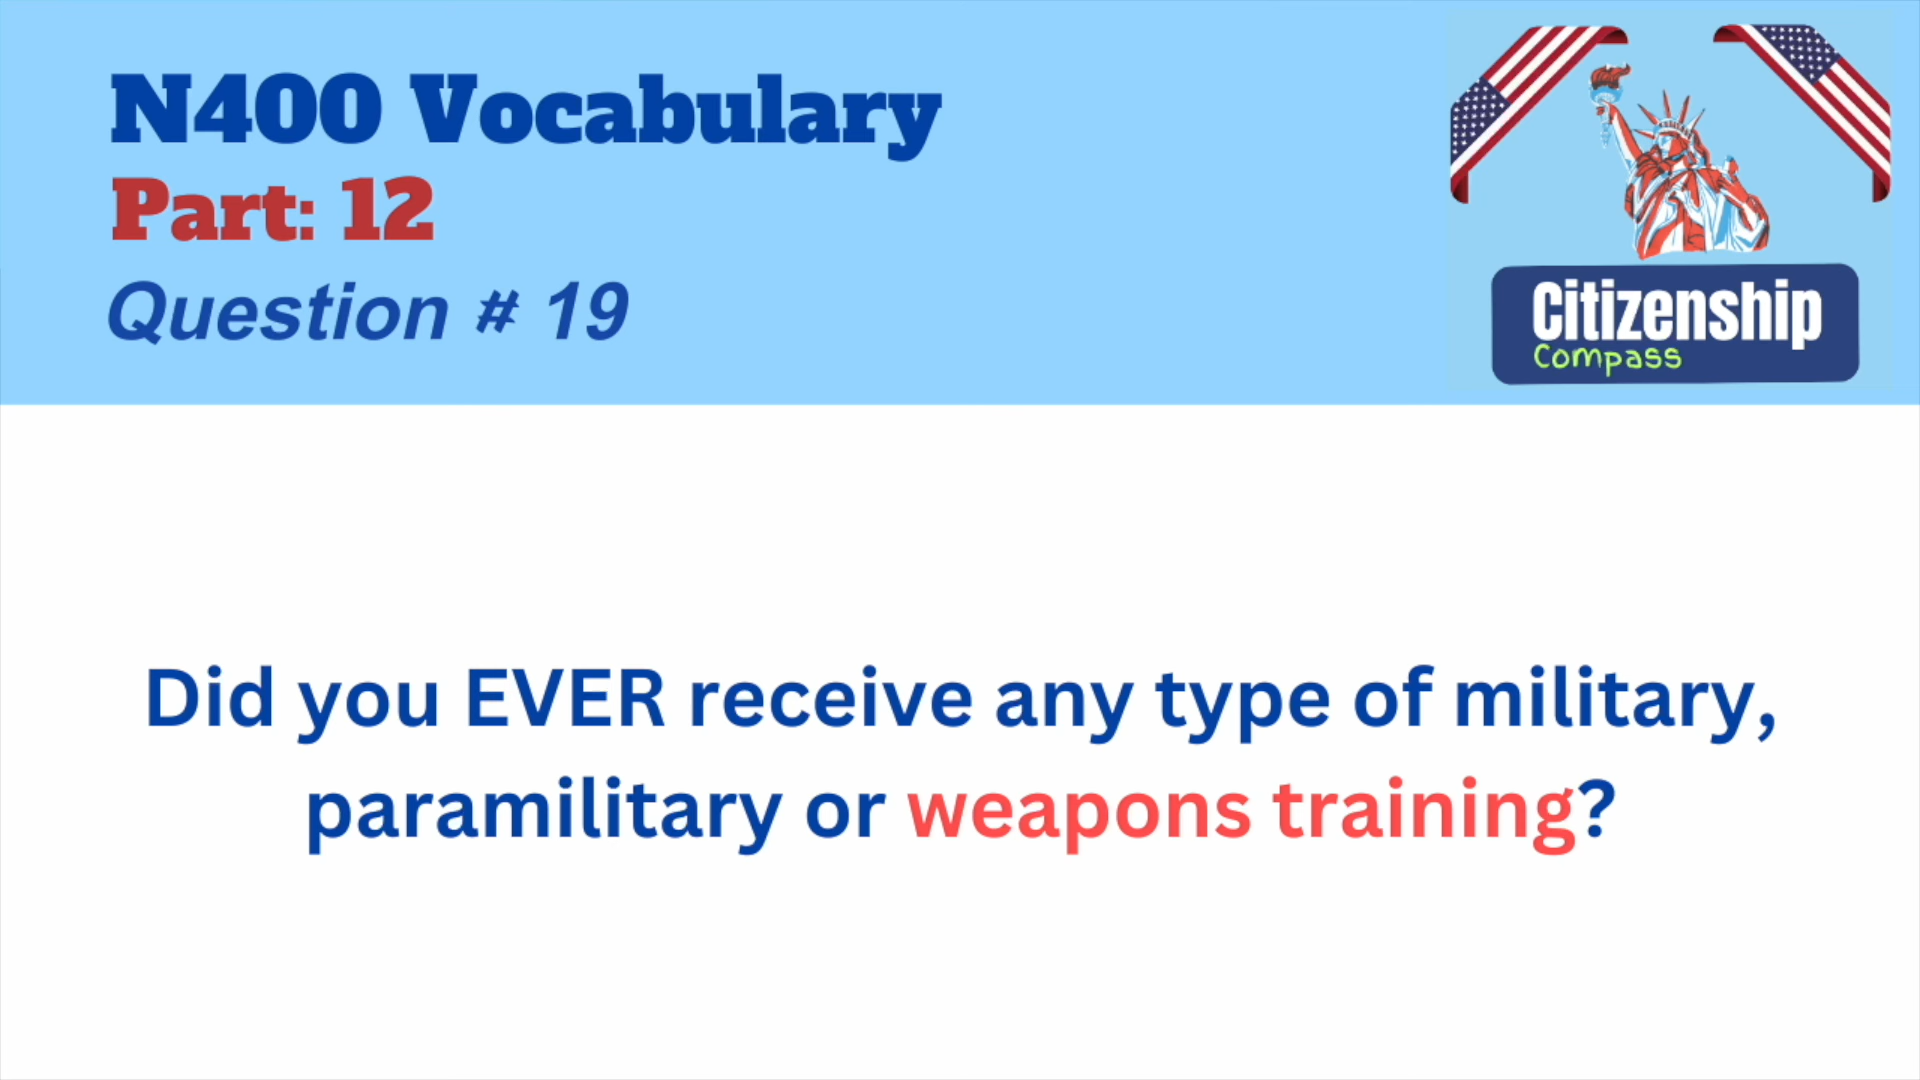 N400 Vocabulary
Part: 12
Question # 19
Citizenship
Compass
Did you EVER receive any type of military,
paramilitary or weapons training?